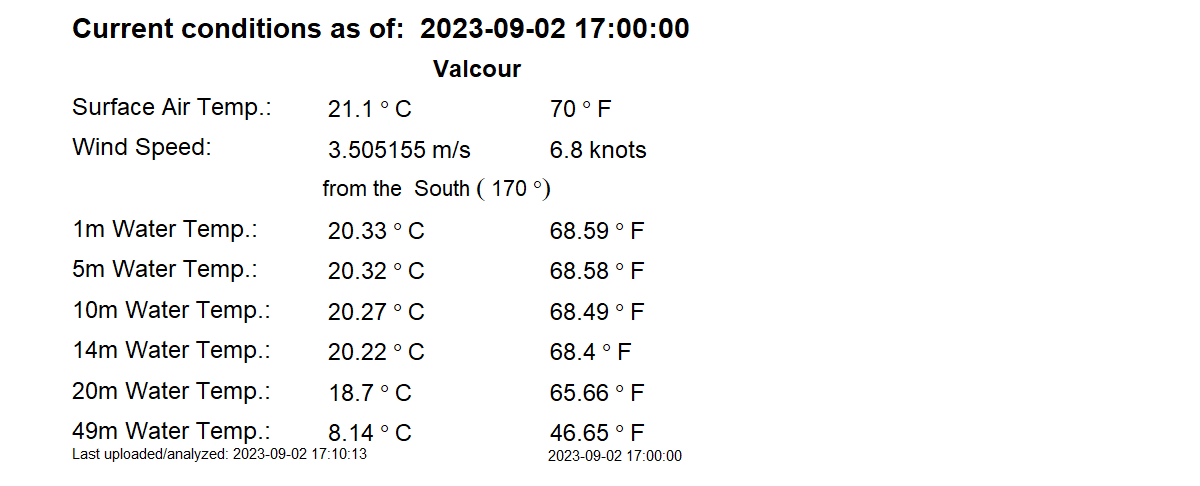 Current conditions as of: 2023-09-02 17:00:00
Valcour
Surface Air Temp.: 21.1 ° C 70 ° F
Wind Speed: 3.505155 m/s 6.8 knots
from the South ( 170 °)
1m Water Temp.: 20.33 ° C 68.59 ° F
5m Water Temp.: 20.32 ° C 68.58 ° F
10m Water Temp.: 20.27 ° C 68.49 ° F
14m Water Temp.: 20.22 ° C 68.4 ° F
20m Water Temp.: 18.7 ° C 65.66 ° F
49m Water Temp.: 8.14 ° C 46.65 ° F
Last uploaded/analyzed: 2023-09-02 17:10:13 2023-09-02 17:00:00